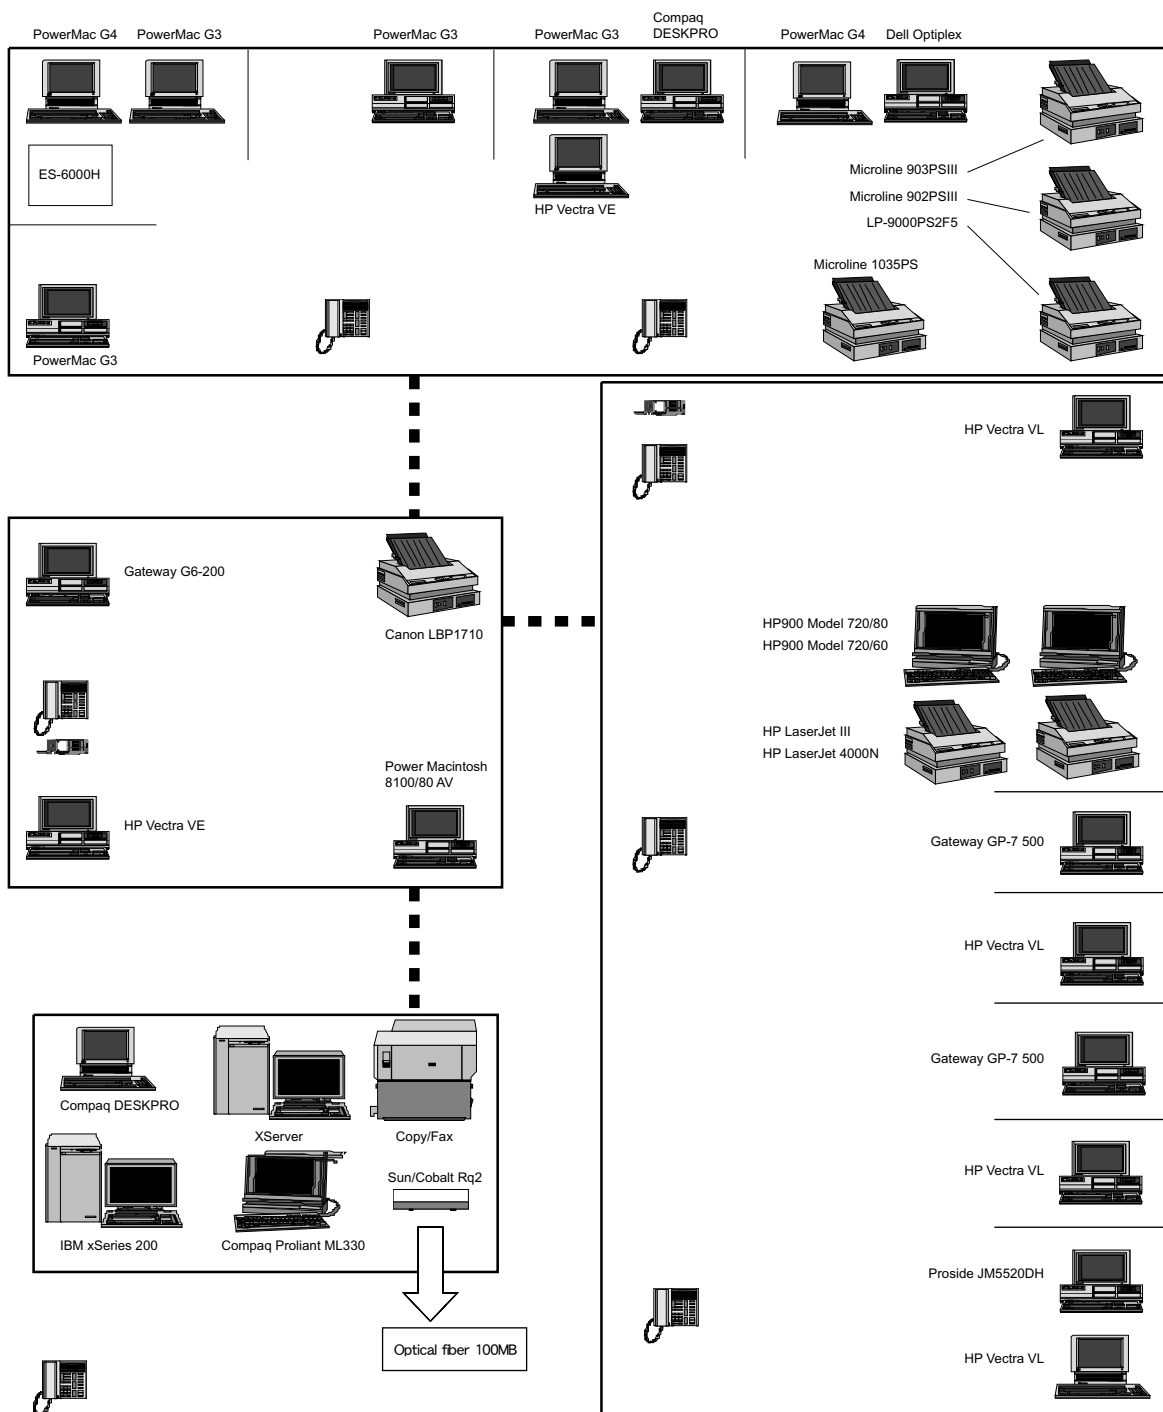 PowerMac G4
PowerMac G3
PowerMac G3
PowerMac G3
Compaq
DESKPRO
PowerMac G4
Dell Optiplex
ES-6000H
HP Vectra VE
Microline 903PSIII
Microline 902PSIII
LP-9000PS2F5
Microline 1035PS
PowerMac G3
HP Vectra VL
Gateway G6-200
Canon LBP1710
HP900 Model 720/80
HP900 Model 720/60
HP LaserJet III
HP LaserJet 4000N
Power Macintosh
8100/80 AV
HP Vectra VE
Gateway GP-7 500
HP Vectra VL
Gateway GP-7 500
Compaq DESKPRO
XServer
Copy/Fax
HP Vectra VL
Sun/Cobalt Rq2
IBM xSeries 200
Compaq Proliant ML330
Proside JM5520DH
Optical fiber 100MB
HP Vectra VL